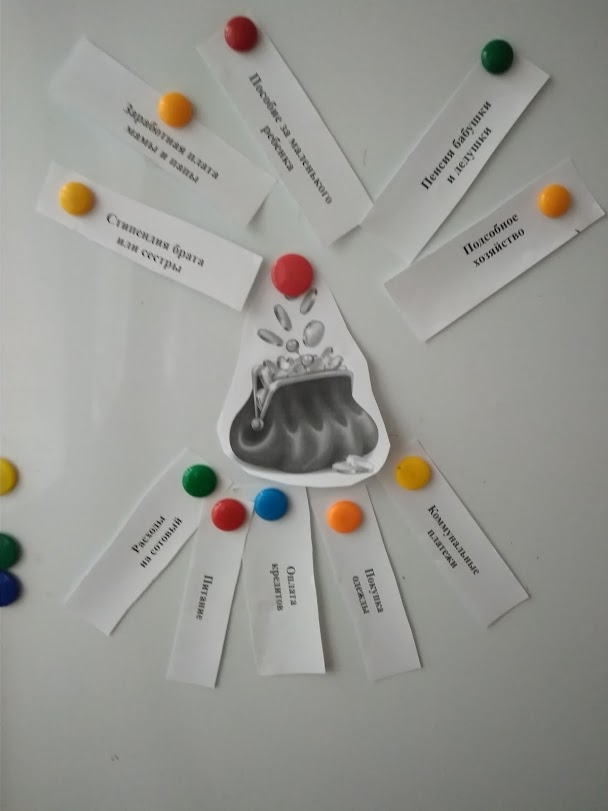 Заработная плата
мамы и папы
Пособие за маленького
ребенка
Пенсия бабушки
и дедушки
Стипендия брата
или сестры
Подсобное
хозяйство
Расходы
на сотовый
Питание
Оплата
кредитов
Покупка
одежды
Коммунальные
платежи